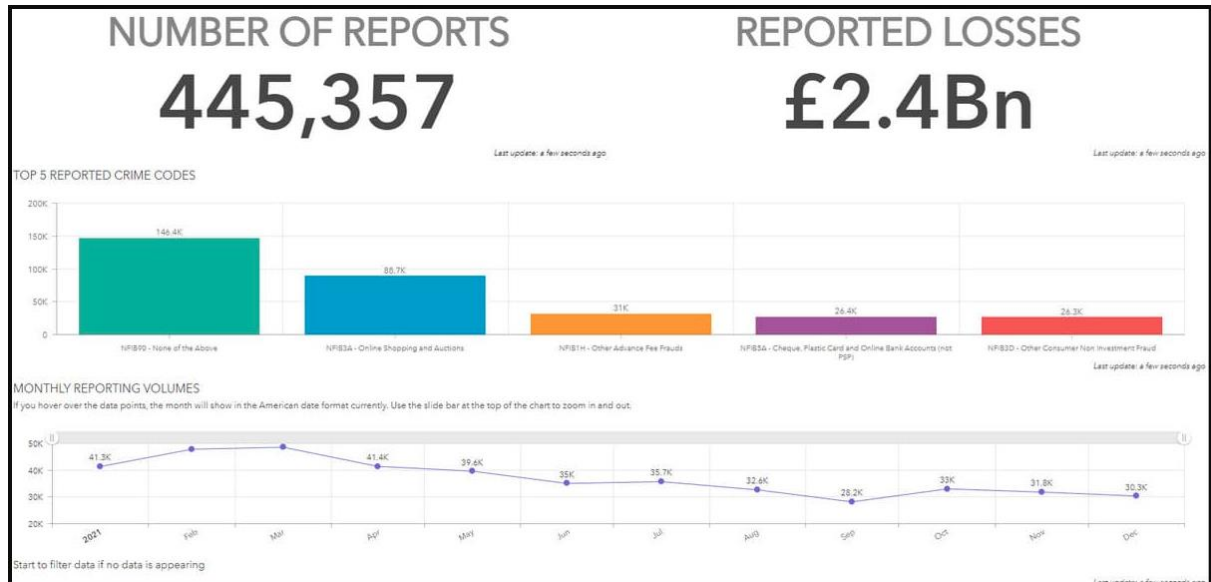 NUMBER OF REPORTS
REPORTED LOSSES
445,357
£2.4Bn
Last update: a few seconds ago
Last update: a few seconds ago
TOP 5 REPORTED CRIME CODES
200K
150K
100K
50K
0
146.4K
88.7K
31K
26.4K
26.3K
NFIB90 - None of the Above
NFIB3A - Online Shopping and Auctions
NFIB1H - Other Advance Fee Frauds
NFIB5A - Cheque, Plastic Card and Online Bank Accounts (not
PSP)
NFIB3D - Other Consumer Non Investment Fraud
Last update: a few seconds ago
MONTHLY REPORTING VOLUMES
If you hover over the data points, the month will show in the American date format currently. Use the slide bar at the top of the chart to zoom in and out.
50K
40K
30K
20K
41.3K
41.4K
39.6K
35K
35.7K
32.6K
28.2K
33K
31.8K
30.3K
2021
Feb
Mar
Apr
May
Jun
Jul
Aug
Sep
Oct
Nov
Dec
Start to filter data if no data is appearing
Last update: a few seconds ago